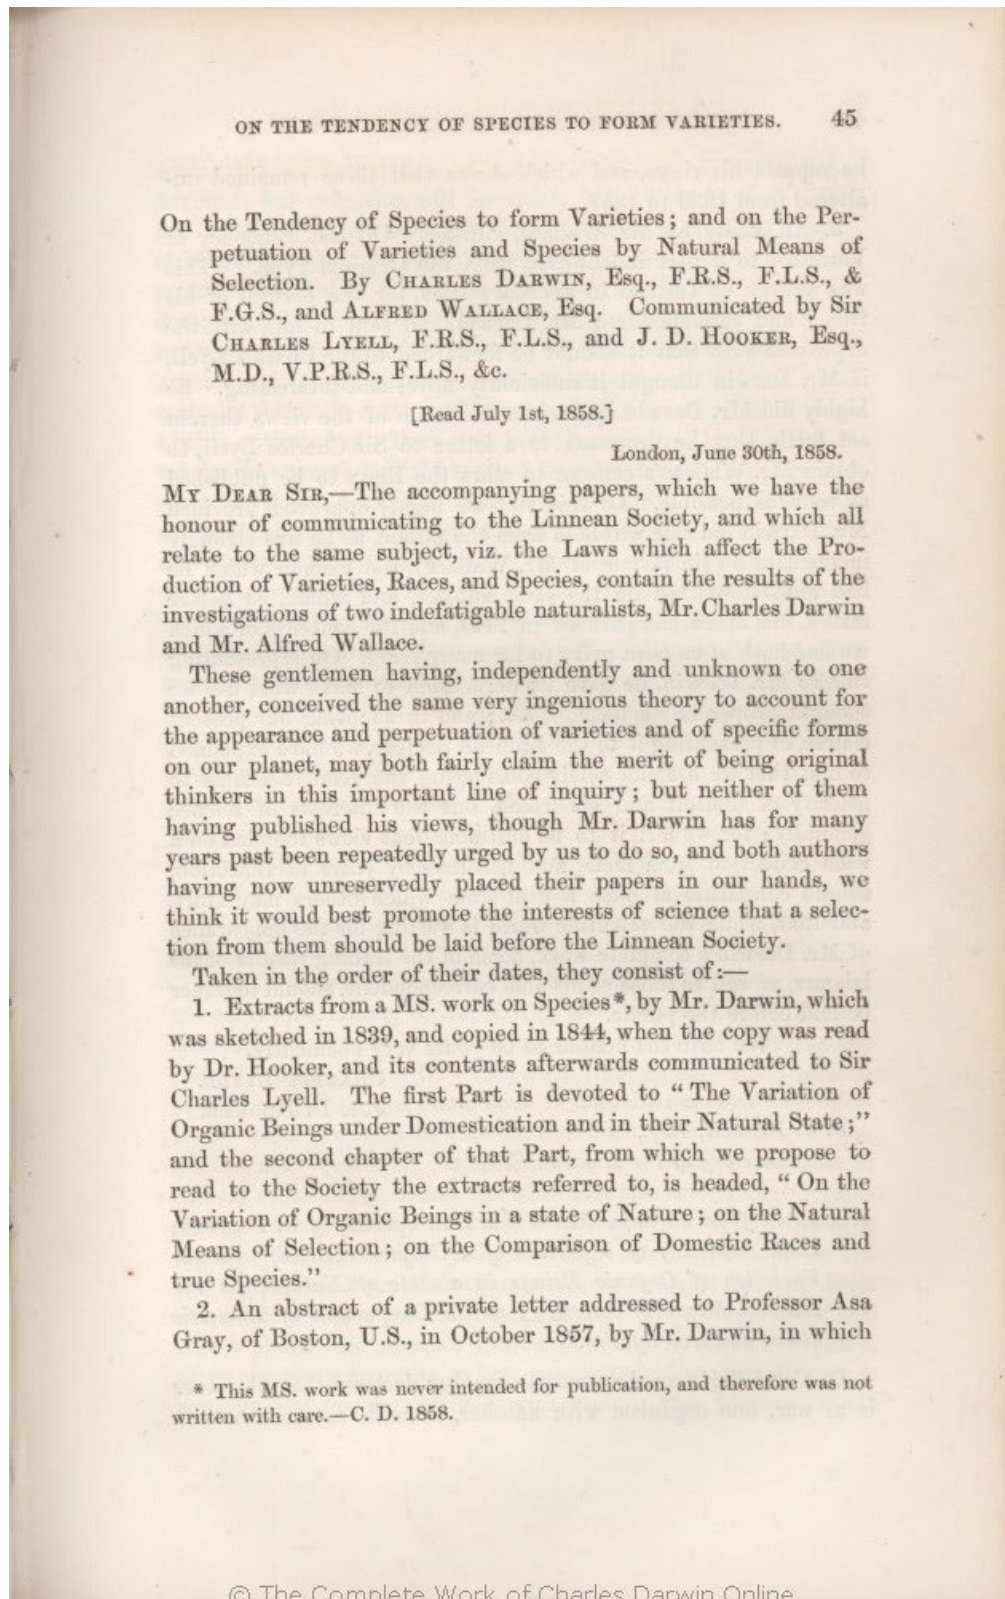 ON THE TENDENCY OF SPECIES TO FORM VARIETIES. 45
On the Tendency of Species to form Varieties; and on the Per-
petuation of Varieties and Species by Natural Means of
Selection. By CHARLES DARWIN, Esq., F.R.S., F.L.S., &
F.G.S., and ALFRED WALLACE, Esq. Communicated by Sir
CHARLES LYELL, F.R.S., F.L.S., and J. D. HOOKER, Esq.,
M.D., V.P.R.S., F.L.S., &c.
[Read July 1st, 1858.]
London, June 30th, 1858.
MY DEAR SIR,—The accompanying papers, which we have the
honour of communicating to the Linnean Society, and which all
relate to the same subject, viz. the Laws which affect the Pro-
duction of Varieties, Races, and Species, contain the results of the
investigations of two indefatigable naturalists, Mr. Charles Darwin
and Mr. Alfred Wallace.
These gentlemen having, independently and unknown to one
another, conceived the same very ingenious theory to account for
the appearance and perpetuation of varieties and of specific forms
on our planet, may both fairly claim the merit of being original
thinkers in this important line of inquiry; but neither of them
having published his views, though Mr. Darwin has for many
years past been repeatedly urged by us to do so, and both authors
having now unreservedly placed their papers in our hands, we
think it would best promote the interests of science that a selec-
tion from them should be laid before the Linnean Society.
Taken in the order of their dates, they consist of:—
1. Extracts from a MS. work on Species*, by Mr. Darwin, which
was sketched in 1839, and copied in 1844, when the copy was read
by Dr. Hooker, and its contents afterwards communicated to Sir
Charles Lyell. The first Part is devoted to “The Variation of
Organic Beings under Domestication and in their Natural State;”
and the second chapter of that Part, from which we propose to
read to the Society the extracts referred to, is headed, “On the
Variation of Organic Beings in a state of Nature; on the Natural
Means of Selection; on the Comparison of Domestic Races and
true Species.”
2. An abstract of a private letter addressed to Professor Asa
Gray, of Boston, U.S., in October 1857, by Mr. Darwin, in which
* This MS. work was never intended for publication, and therefore was not
written with care.—C. D. 1858.
© The Complete Work of Charles Darwin Online